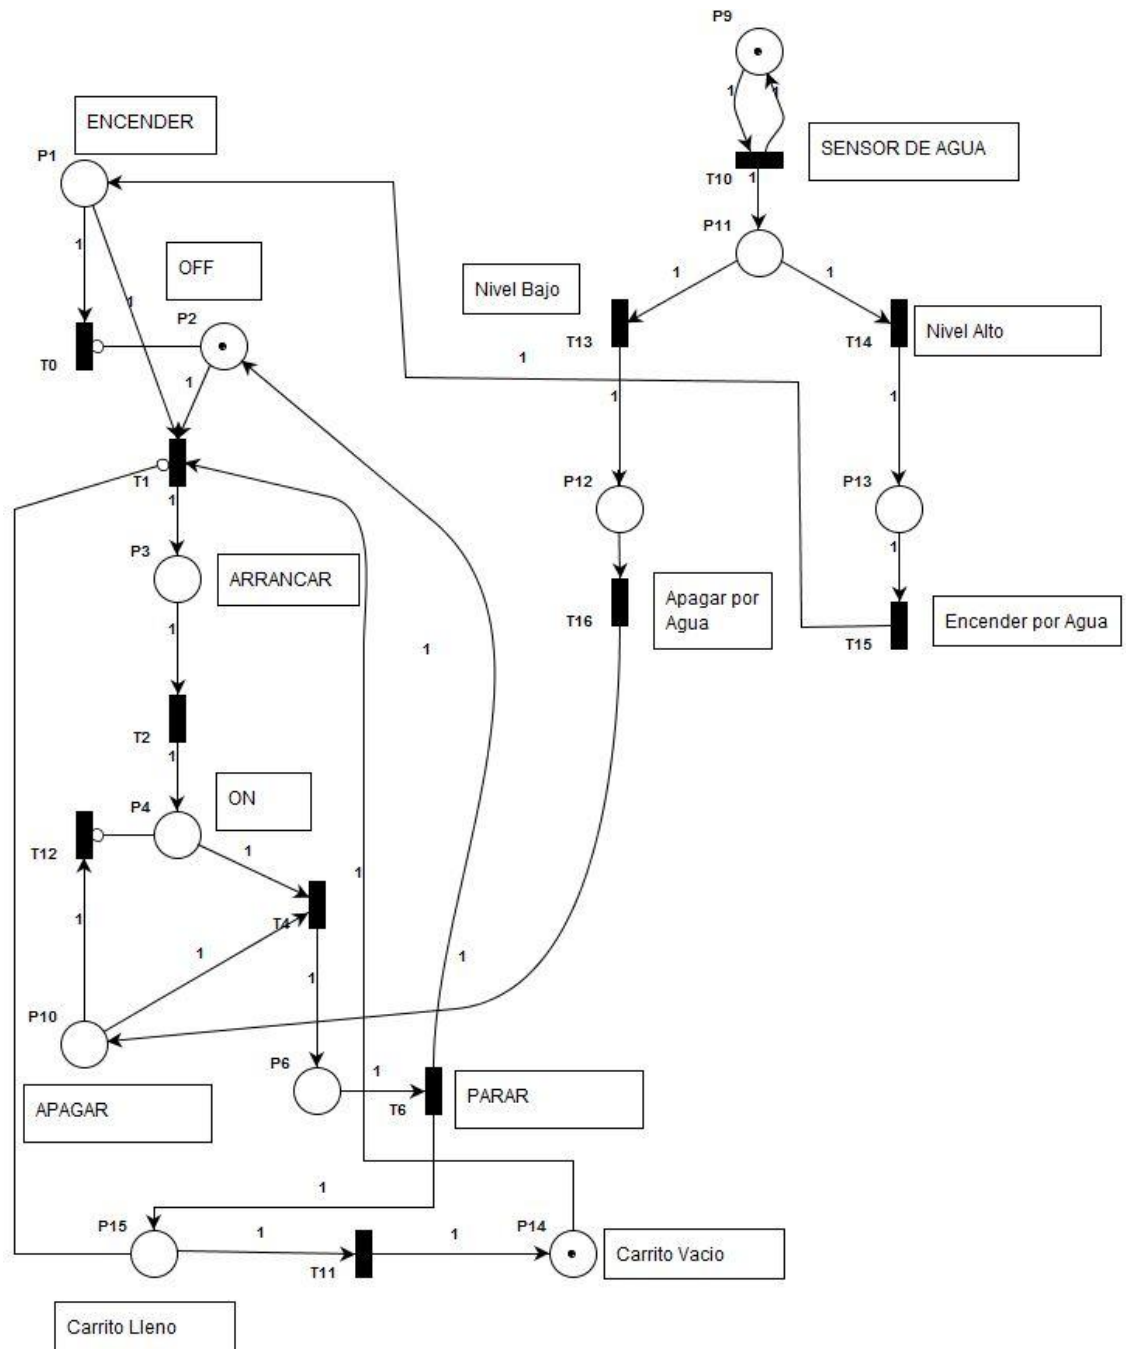 P9
1
1
ENCENDER
SENSOR DE AGUA
P1
T10
1
P11
1
OFF
Nivel Bajo
1
1
P2
1
T0
T13
T14
Nivel Alto
1
1
1
1
T1
1
P12
P13
P3
1
ARRANCAR
Apagar por
Agua
Encender por Agua
1
T16
T15
1
T2
1
P4
ON
T12
1
1
T4
1
1
1
1
P10
P6
1
APAGAR
T6
PARAR
1
P15
1
1
P14
T11
Carrito Vacio
Carrito Lleno